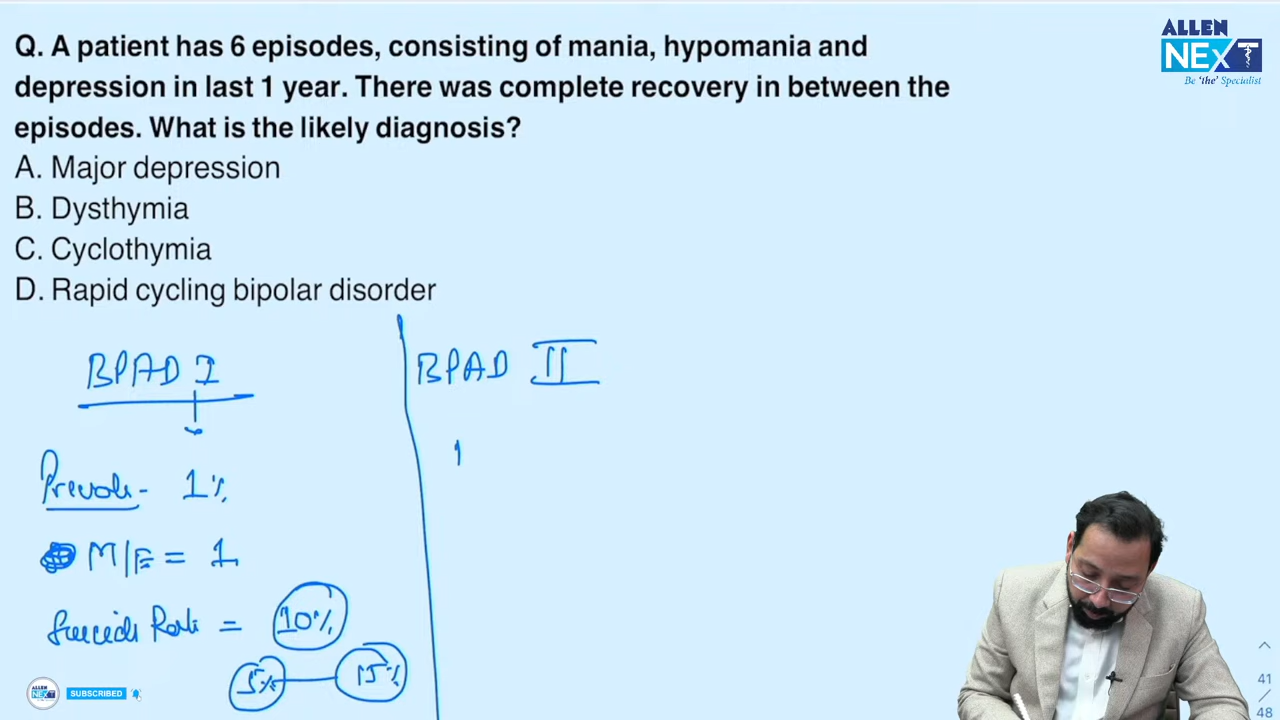 Q. A patient has 6 episodes, consisting of mania, hypomania and
depression in last 1 year. There was complete recovery in between the
episodes. What is the likely diagnosis?
A. Major depression
B. Dysthymia
C. Cyclothymia
D. Rapid cycling bipolar disorder
ALLEN
NEXT
Be 'the' Specialist
BPAD I
BPAD II
1%
M/F = 1
Rate = 10%
5% 15%
ALLEN
NEXT
SUBSCRIBED
41
/
48